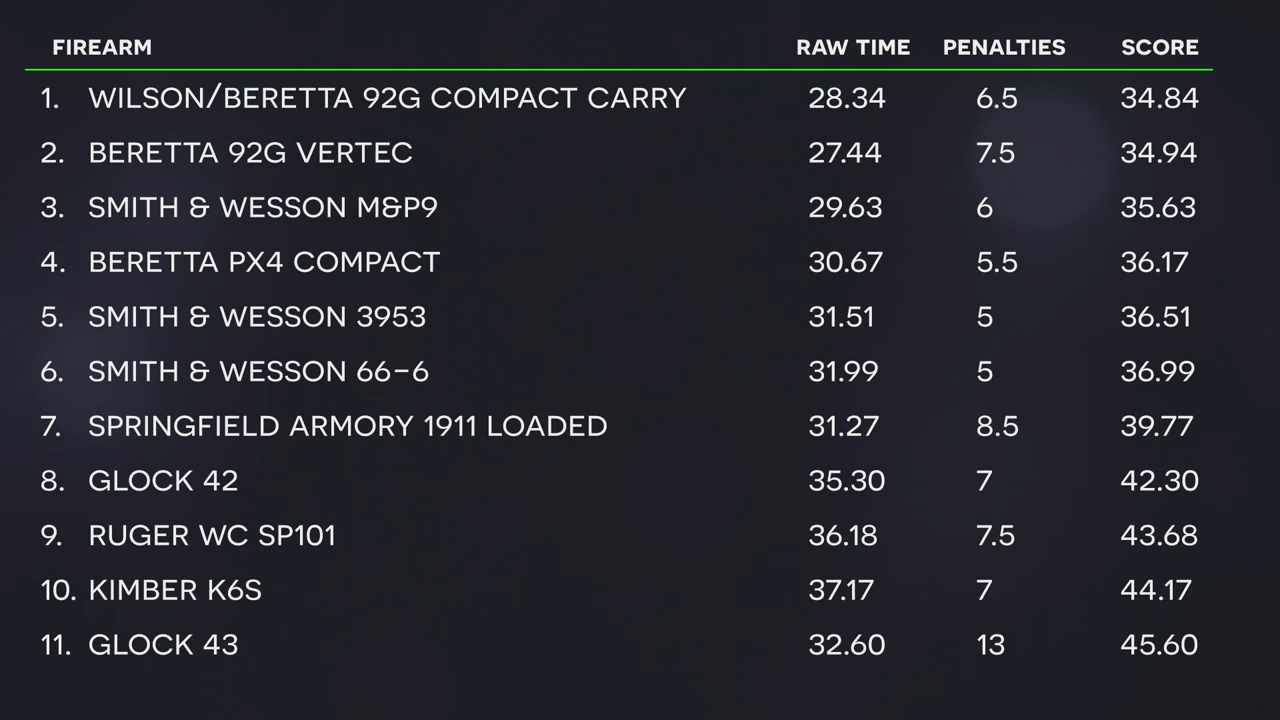 FIREARM RAW TIME PENALTIES SCORE
1. WILSON/BERETTA 92G COMPACT CARRY 28.34 6.5 34.84
2. BERETTA 92G VERTEC 27.44 7.5 34.94
3. SMITH & WESSON M&P9 29.63 6 35.63
4. BERETTA PX4 COMPACT 30.67 5.5 36.17
5. SMITH & WESSON 3953 31.51 5 36.51
6. SMITH & WESSON 66-6 31.99 5 36.99
7. SPRINGFIELD ARMORY 1911 LOADED 31.27 8.5 39.77
8. GLOCK 42 35.30 7 42.30
9. RUGER WC SP101 36.18 7.5 43.68
10. KIMBER K6S 37.17 7 44.17
11. GLOCK 43 32.60 13 45.60